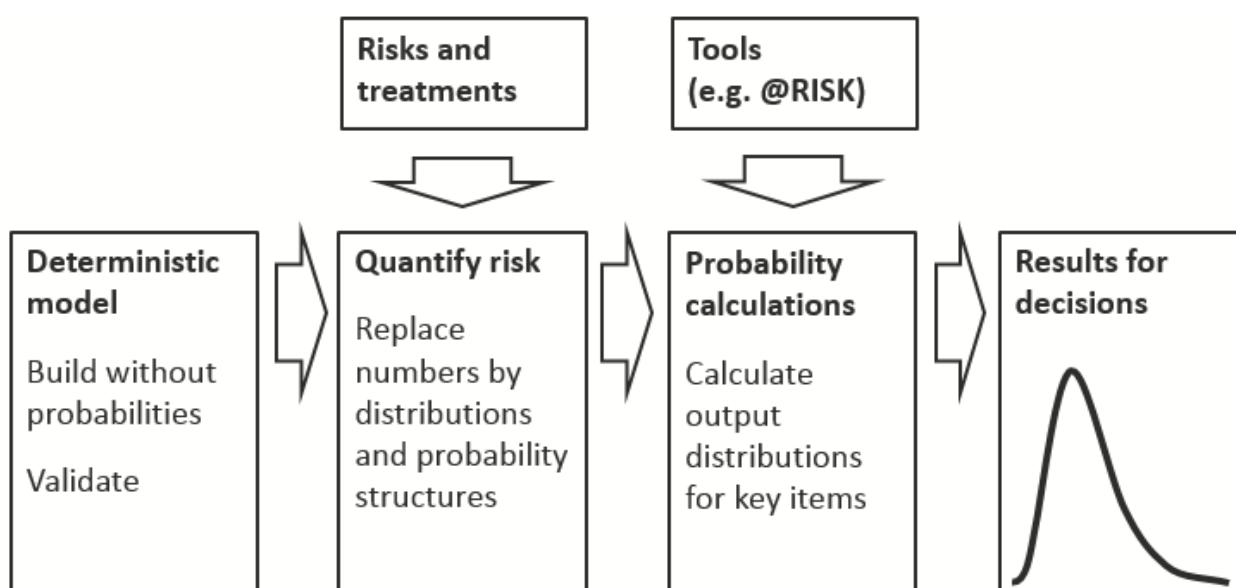 Risks and
treatments
Tools
(e.g. @RISK)
Deterministic
model
Build without
probabilities
Validate
Quantify risk
Replace
numbers by
distributions
and probability
structures
Probability
calculations
Calculate
output
distributions
for key items
Results for
decisions